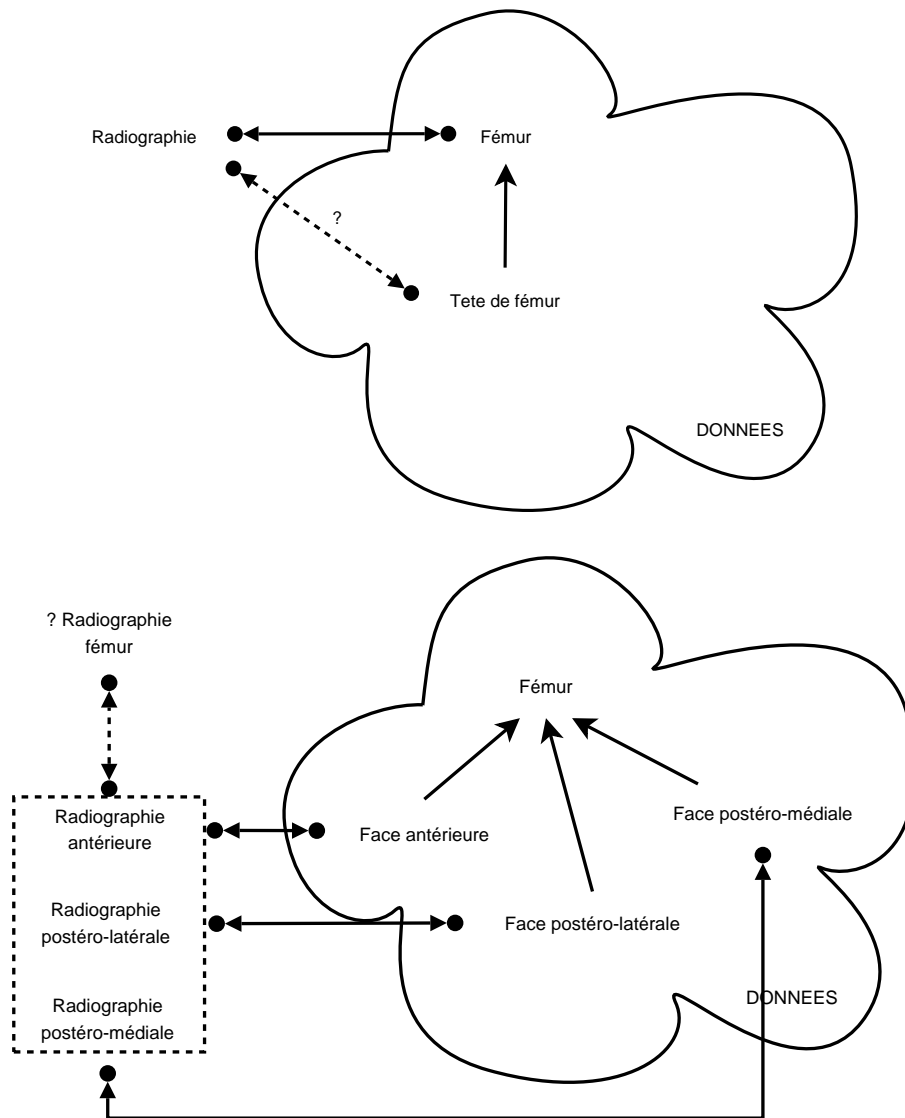 Radiographie
Fémur
?
Tete de fémur
DONNEES
? Radiographie
fémur
Fémur
Radiographie
antérieure
Face antérieure
Face postéro-médiale
Radiographie
postéro-latérale
Face postéro-latérale
Radiographie
postéro-médiale
DONNEES